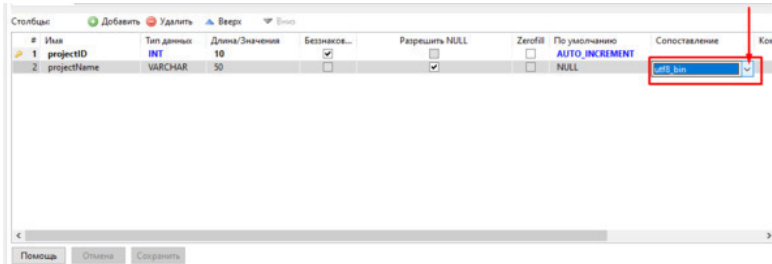 Столбцы: Добавить Удалить Вверх Вниз
# Имя Тип данных Длина/Значения Беззнаков... Разрешить NULL Zerofill По умолчанию Сопоставление
1 projectID INT 10 AUTO_INCREMENT
2 projectName VARCHAR 50 NULL utf8_bin
Помощь Отмена Сохранить